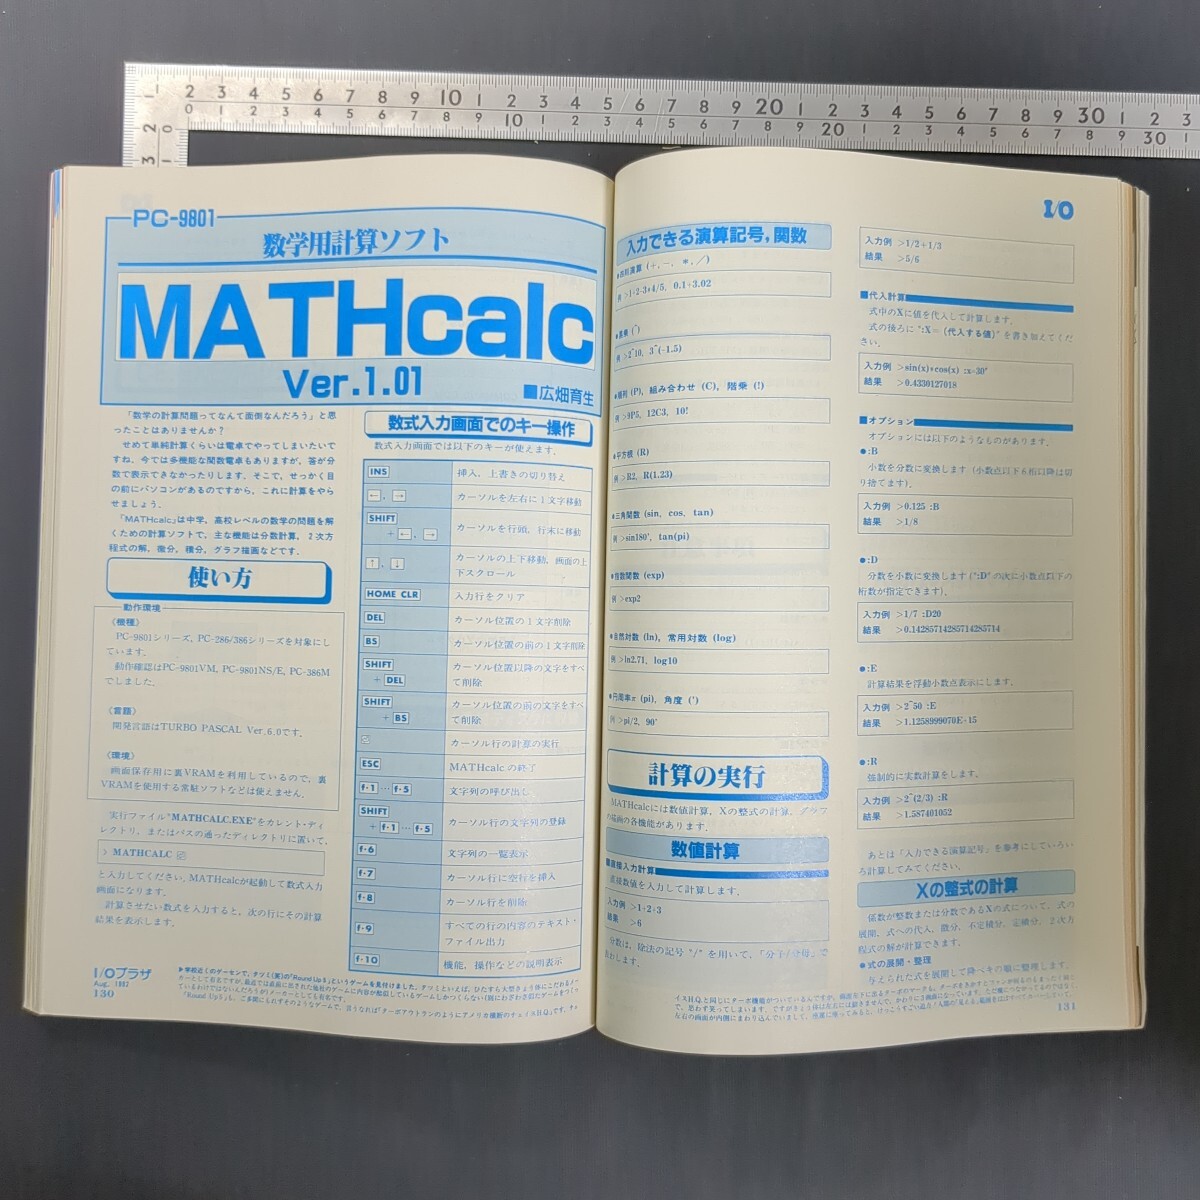 PC-9801
数学用計算ソフト
MATHcalc
Ver.1.01
■広畑育生
「数学の計算問題ってなんて面倒なんだろう」と思
ったことはありませんか?
せめて単純計算くらいは電卓でやってしまいたいで
すね。今では多機能な関数電卓もありますが、答が分
数で表示できなかったりします。そこで、せっかく目
の前にパソコンがあるのですから、これに計算をやら
せましょう。
「MATHcalc」は中学、高校レベルの数学の問題を解
くための計算ソフトで、主な機能は分数計算、2次方
程式の解、微分、積分、グラフ描画などです。
使い方
動作環境
〈機種〉
PC-9801シリーズ、PC-286/386シリーズを対象にし
ています。
動作確認はPC-9801VM, PC-9801NS/E, PC-386M
でしました。
〈言語〉
開発言語はTURBO PASCAL Ver.6.0です。
〈環境〉
画面保存用に裏VRAMを利用しているので、裏
VRAMを使用する常駐ソフトなどは使えません。
実行ファイル"MATHCALC.EXE"をカレント・ディ
レクトリ、またはパスの通ったディレクトリに置いて、
> MATHCALC
と入力してください。MATHcalcが起動して数式入力
画面になります。
計算させたい数式を入力すると、次の行にその計算
結果を表示します。
数式入力画面でのキー操作
数式入力画面では以下のキーが使えます。
INS 挿入、上書きの切り替え
←、→ カーソルを左右に1文字移動
SHIFT
+ ←、→ カーソルを行頭、行末に移動
↑、↓ カーソルの上下移動、画面の上
下スクロール
HOME CLR 入力行をクリア
DEL カーソル位置の1文字削除
BS カーソル位置の前の1文字削除
SHIFT
+ DEL カーソル位置以降の文字をすべ
て削除
SHIFT
+ BS カーソル位置の前の文字をすべ
て削除
カーソル行の計算の実行
ESC MATHcalcの終了
f・1 … f・5 文字列の呼び出し
SHIFT
+ f・1 … f・5 カーソル行の文字列の登録
f・6 文字列の一覧表示
f・7 カーソル行に空行を挿入
f・8 カーソル行を削除
f・9 すべての行の内容のテキスト・
ファイル出力
f・10 機能、操作などの説明表示
I/Oプラザ
Aug. 1992
130
I/O
入力できる演算記号,関数
●四則演算 (+, −, *, /)
例 >1+2-3*4/5, 0.1+3.02
●累乗 (^)
例 >2^10, 3^(-1.5)
●順列 (P), 組み合わせ (C), 階乗 (!)
例 >9P5, 12C3, 10!
●平方根 (R)
例 >R2, R(1.23)
●三角関数 (sin, cos, tan)
例 >sin180°, tan(pi)
●指数関数 (exp)
例 >exp2
●自然対数 (ln), 常用対数 (log)
例 >ln2.71, log10
●円周率π (pi), 角度 (°)
例 >pi/2, 90°
計算の実行
MATHcalcには数値計算、Xの整式の計算、グラフ
の描画の各機能があります。
数値計算
■直接入力計算
直接数値を入力して計算します。
入力例 >1+2+3
結果 >6
分数は、除法の記号 "/" を用いて、「分子/分母」で
表わします。
入力例 >1/2+1/3
結果 >5/6
■代入計算
式中のXに値を代入して計算します。
式の後ろに ":X= (代入する値)" を書き加えてくだ
さい。
入力例 >sin(x)*cos(x) :x=30°
結果 >0.4330127018
■オプション
オプションには以下のようなものがあります。
●:B
小数を分数に変換します (小数点以下6桁以降は切
り捨てます)。
入力例 >0.125 :B
結果 >1/8
●:D
分数を小数に変換します (":D" の次に小数点以下の
桁数が指定できます)。
入力例 >1/7 :D20
結果 >0.14285714285714285714
●:E
計算結果を浮動小数点表示にします。
入力例 >2^50 :E
結果 >1.1258999070E+15
●:R
強制的に実数計算をします。
入力例 >2^(2/3) :R
結果 >1.587401052
あとは「入力できる演算記号」を参考にしていろい
ろ計算してみてください。
Xの整式の計算
係数が整数または分数であるXの式について、式の
展開、式への代入、微分、不定積分、定積分、2次方
程式の解が計算できます。
●式の展開・整理
与えられた式を展開して降べきの順に整理します。
131